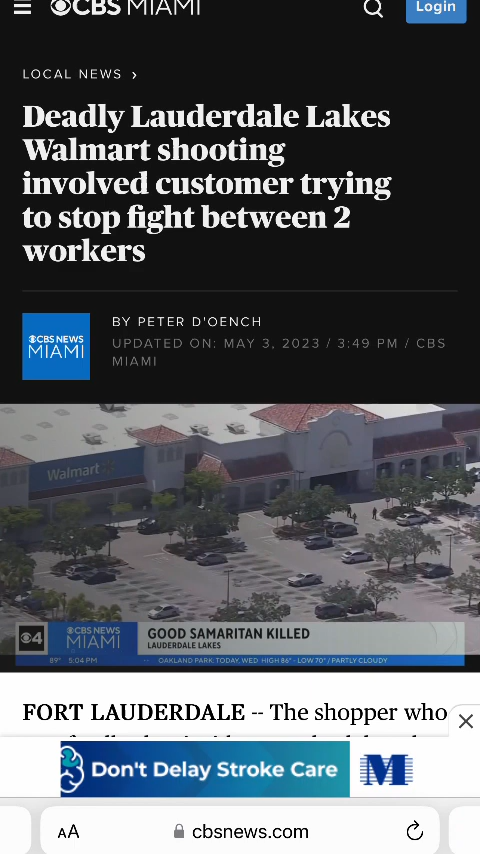 CBS MIAMI
Login
LOCAL NEWS ›
Deadly Lauderdale Lakes
Walmart shooting
involved customer trying
to stop fight between 2
workers
CBS NEWS
MIAMI
BY PETER D'OENCH
UPDATED ON: MAY 3, 2023 / 3:49 PM / CBS
MIAMI
Walmart
4
CBS NEWS
MIAMI
GOOD SAMARITAN KILLED
LAUDERDALE LAKES
89° 5:04 PM
OAKLAND PARK: TODAY, WED HIGH 86° - LOW 70° / PARTLY CLOUDY
FORT LAUDERDALE -- The shopper who
Don't Delay Stroke Care
M
AA
cbsnews.com